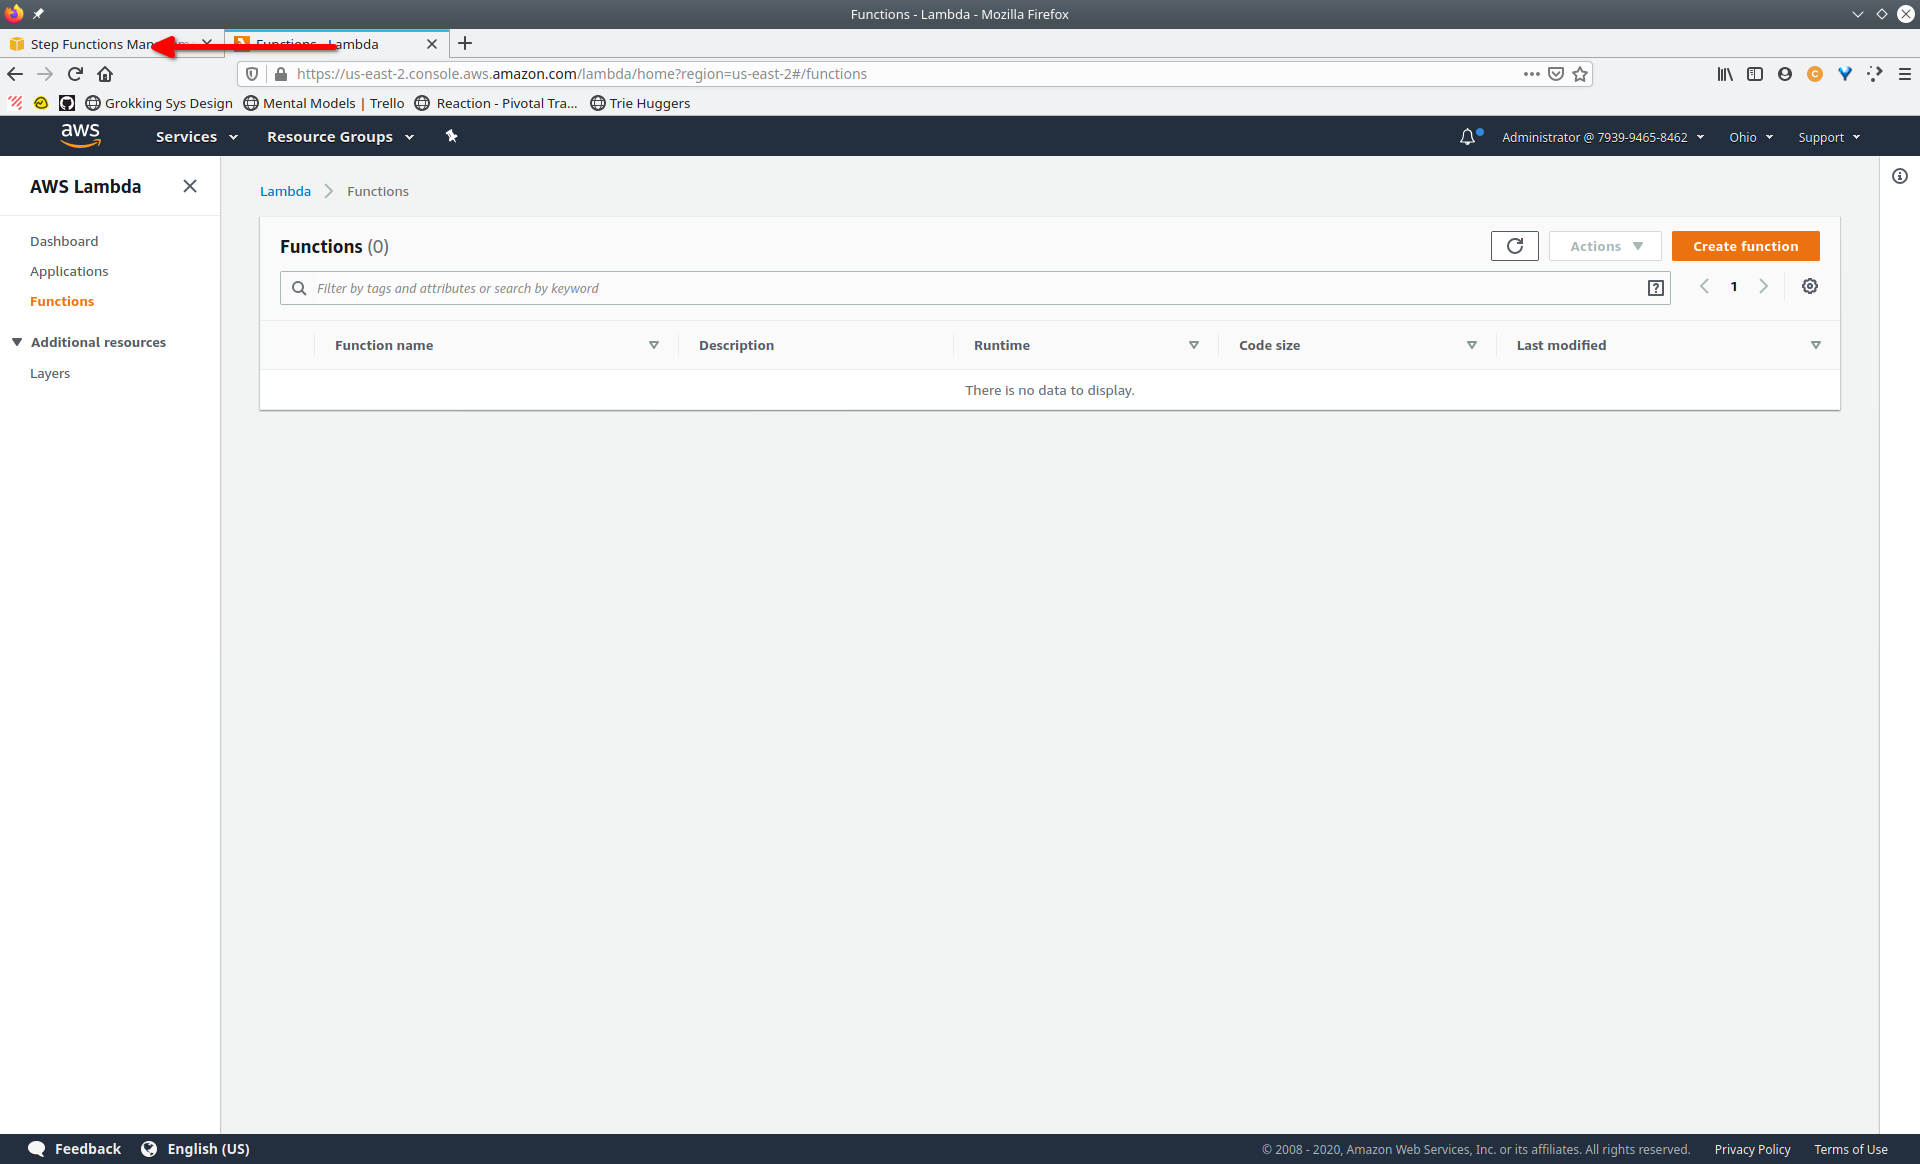 Functions - Lambda - Mozilla Firefox
Step Functions Man
Functions - Lambda
https://us-east-2.console.aws.amazon.com/lambda/home?region=us-east-2#/functions
Grokking Sys Design
Mental Models | Trello
Reaction - Pivotal Tra...
Trie Huggers
aws
Services
Resource Groups
Administrator @ 7939-9465-8462
Ohio
Support
AWS Lambda
Dashboard
Applications
Functions
Additional resources
Layers
Lambda
Functions
Functions (0)
Actions
Create function
Filter by tags and attributes or search by keyword
?
1
Function name
Description
Runtime
Code size
Last modified
There is no data to display.
Feedback
English (US)
© 2008 - 2020, Amazon Web Services, Inc. or its affiliates. All rights reserved.
Privacy Policy
Terms of Use